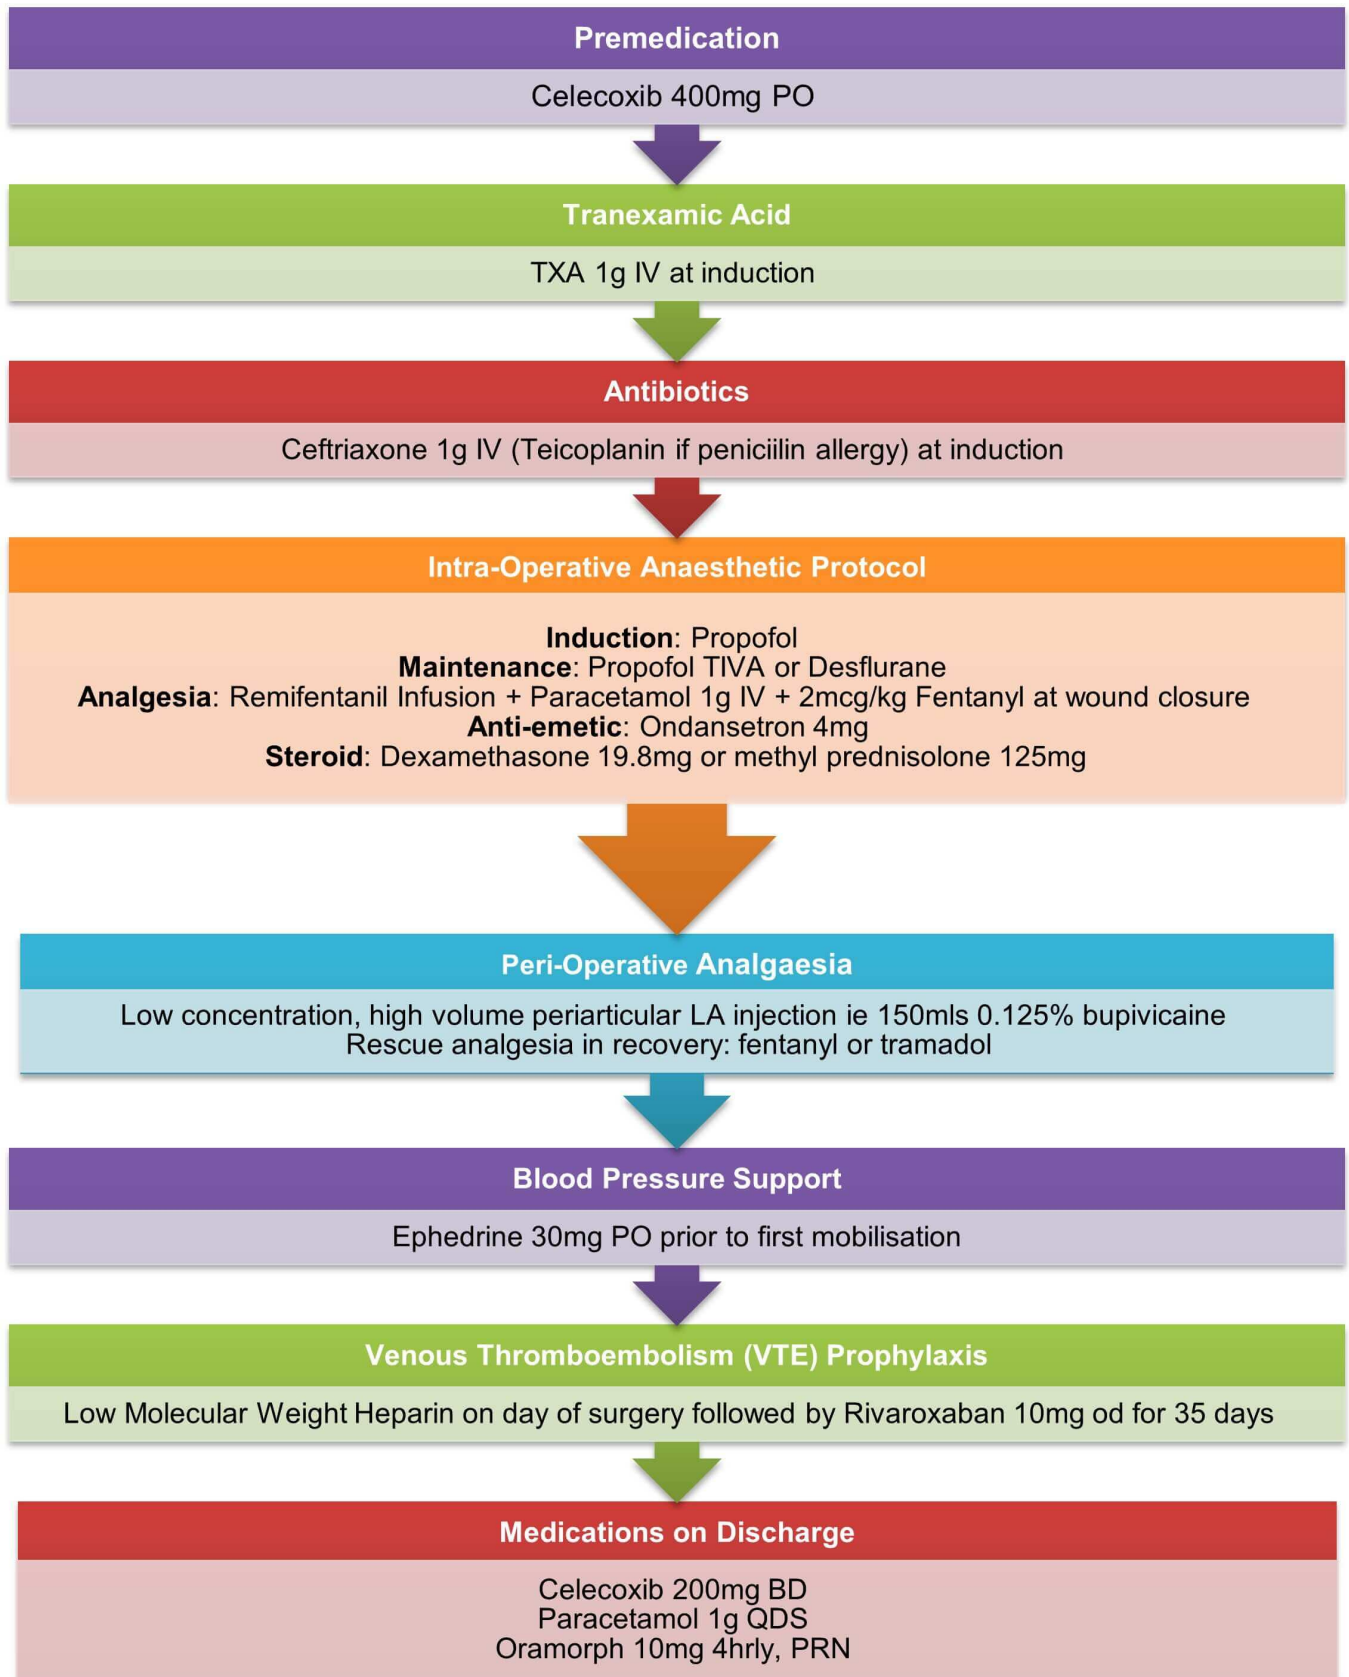 Premedication
Celecoxib 400mg PO
Tranexamic Acid
TXA 1g IV at induction
Antibiotics
Ceftriaxone 1g IV (Teicoplanin if peniciilin allergy) at induction
Intra-Operative Anaesthetic Protocol
Induction: Propofol
Maintenance: Propofol TIVA or Desflurane
Analgesia: Remifentanil Infusion + Paracetamol 1g IV + 2mcg/kg Fentanyl at wound closure
Anti-emetic: Ondansetron 4mg
Steroid: Dexamethasone 19.8mg or methyl prednisolone 125mg
Peri-Operative Analgaesia
Low concentration, high volume periarticular LA injection ie 150mls 0.125% bupivicaine
Rescue analgesia in recovery: fentanyl or tramadol
Blood Pressure Support
Ephedrine 30mg PO prior to first mobilisation
Venous Thromboembolism (VTE) Prophylaxis
Low Molecular Weight Heparin on day of surgery followed by Rivaroxaban 10mg od for 35 days
Medications on Discharge
Celecoxib 200mg BD
Paracetamol 1g QDS
Oramorph 10mg 4hrly, PRN